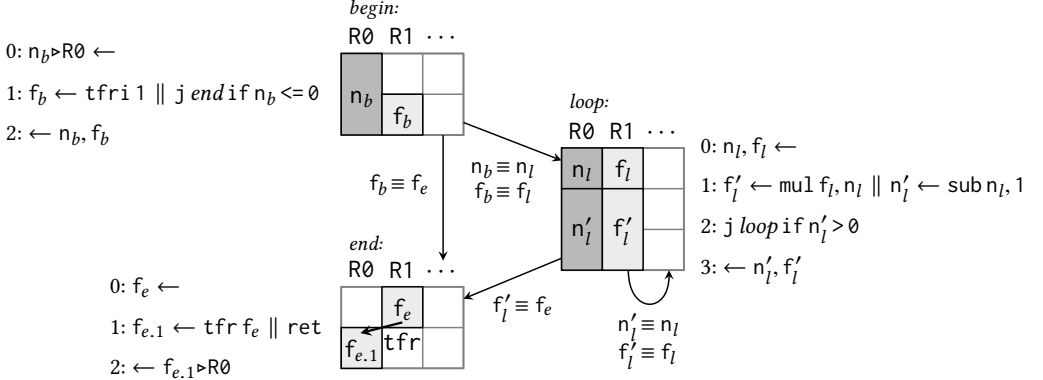 begin:
R0 R1 ···
0: n_b▹R0 ←
1: f_b ← tfri 1 ∥ j end if n_b <= 0
2: ← n_b, f_b
n_b
f_b
n_b ≡ n_l
f_b ≡ f_l
f_b ≡ f_e
loop:
R0 R1 ···
n_l f_l
n′_l f′_l
0: n_l, f_l ←
1: f′_l ← mul f_l, n_l ∥ n′_l ← sub n_l, 1
2: j loop if n′_l > 0
3: ← n′_l, f′_l
n′_l ≡ n_l
f′_l ≡ f_l
f′_l ≡ f_e
end:
R0 R1 ···
0: f_e ←
1: f_{e.1} ← tfr f_e ∥ ret
2: ← f_{e.1}▹R0
f_e
f_{e.1} tfr